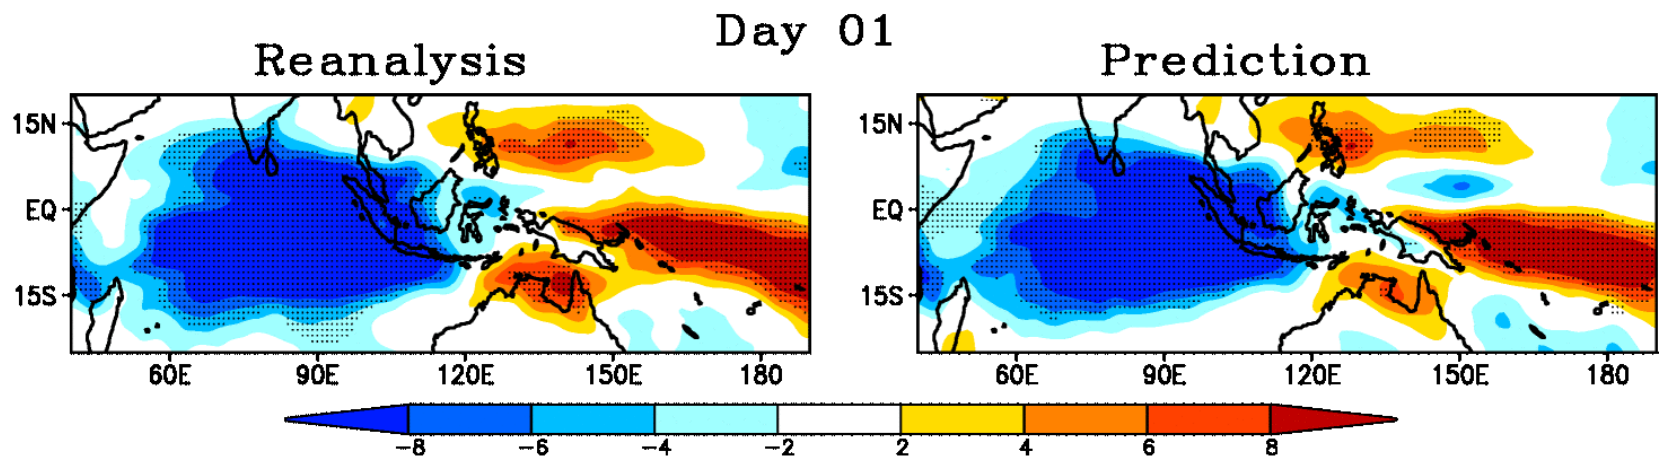 Day 01
Reanalysis Prediction
15N 15N
EQ EQ
15S 15S
60E 90E 120E 150E 180 60E 90E 120E 150E 180
−8 −6 −4 −2 2 4 6 8